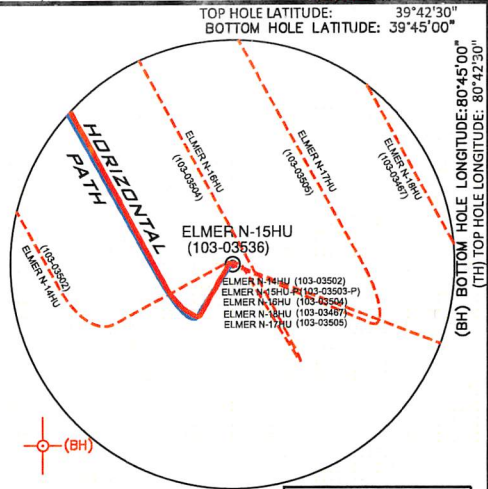 TOP HOLE LATITUDE: 39°42'30"
BOTTOM HOLE LATITUDE: 39°45'00"
(BH) BOTTOM HOLE LONGITUDE: 80°45'00"
(TH) TOP HOLE LONGITUDE: 80°42'30"
HORIZONTAL
PATH
ELMER N-16HU
(103-03504)
ELMER N-17HU
(103-03505)
ELMER N-18HU
(103-03467)
ELMER N-15HU
(103-03536)
(103-03502)
ELMER N-14HU
ELMER N-14HU (103-03502)
ELMER N-15HU-P(103-03503-P)
ELMER N-16HU (103-03504)
ELMER N-18HU (103-03467)
ELMER N-17HU (103-03505)
(BH)